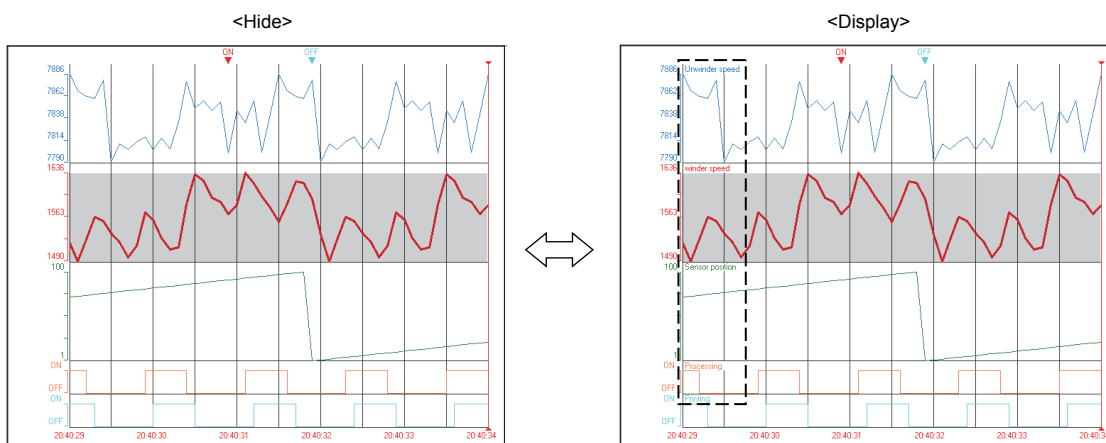 <Hide>
<Display>
ON
OFF
7886
7862
7838
7814
7790
1636
1563
1490
100
1
ON
OFF
ON
OFF
20:40:29
20:40:30
20:40:31
20:40:32
20:40:33
20:40:34
ON
OFF
7886
Unwinder speed
7862
7838
7814
7790
1636
winder speed
1563
1490
100
Sensor position
1
ON
Processing
OFF
ON
Printing
OFF
20:40:29
20:40:30
20:40:31
20:40:32
20:40:33
20:40:34